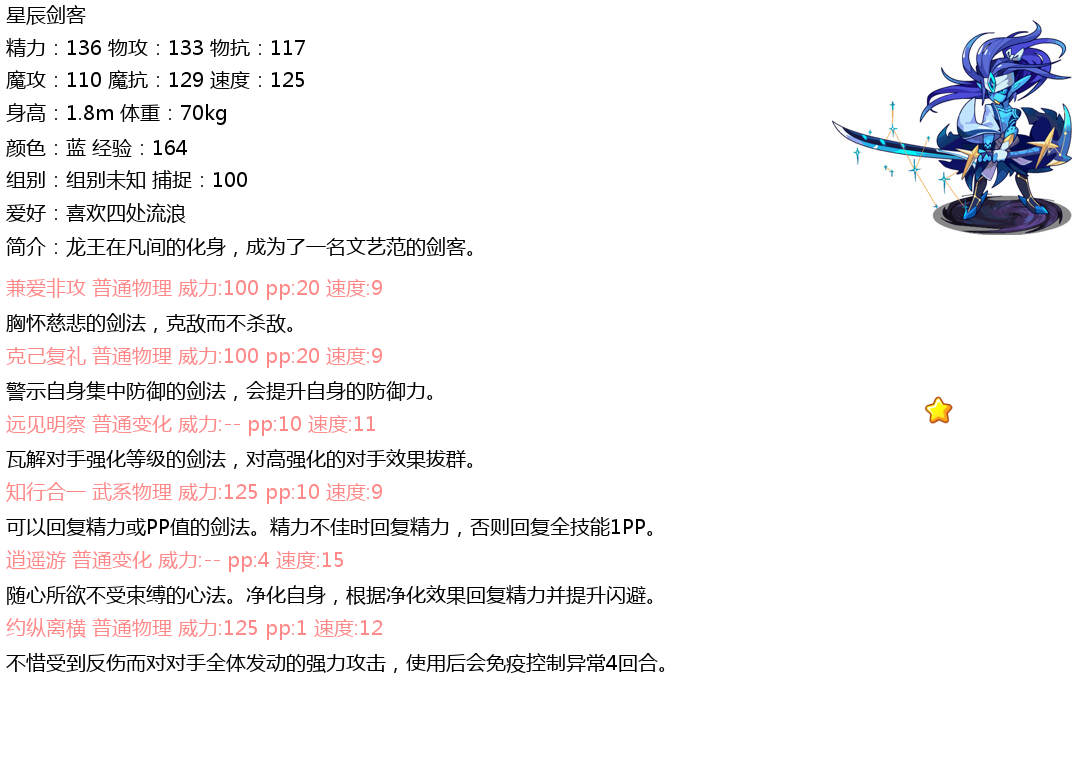 星辰剑客
精力：136 物攻：133 物抗：117
魔攻：110 魔抗：129 速度：125
身高：1.8m 体重：70kg
颜色：蓝 经验：164
组别：组别未知 捕捉：100
爱好：喜欢四处流浪
简介：龙王在凡间的化身，成为了一名文艺范的剑客。
兼爱非攻 普通物理 威力:100 pp:20 速度:9
胸怀慈悲的剑法，克敌而不杀敌。
克己复礼 普通物理 威力:100 pp:20 速度:9
警示自身集中防御的剑法，会提升自身的防御力。
远见明察 普通变化 威力:-- pp:10 速度:11
瓦解对手强化等级的剑法，对高强化的对手效果拔群。
知行合一 武系物理 威力:125 pp:10 速度:9
可以回复精力或PP值的剑法。精力不佳时回复精力，否则回复全技能1PP。
逍遥游 普通变化 威力:-- pp:4 速度:15
随心所欲不受束缚的心法。净化自身，根据净化效果回复精力并提升闪避。
约纵离横 普通物理 威力:125 pp:1 速度:12
不惜受到反伤而对对手全体发动的强力攻击，使用后会免疫控制异常4回合。